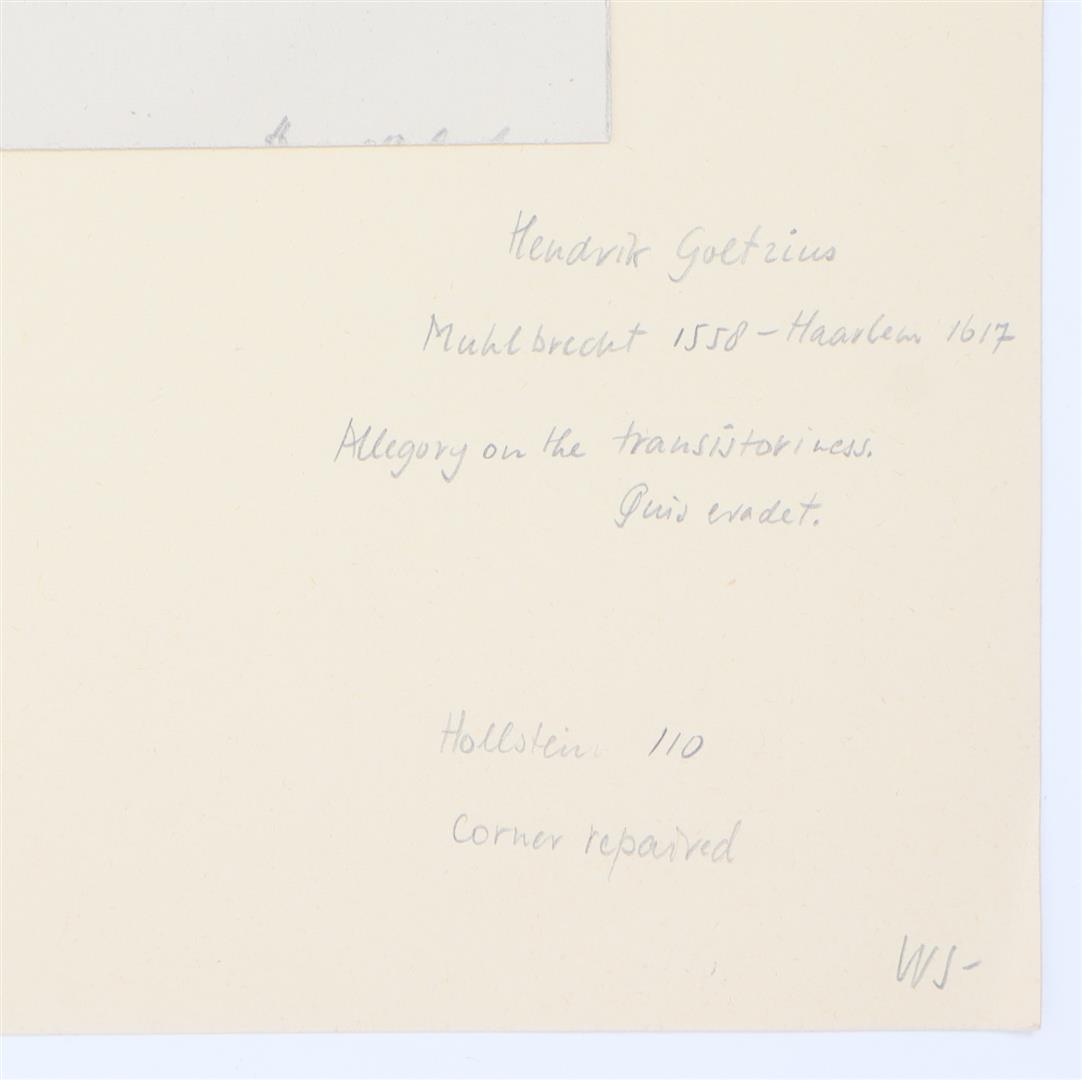 Hendrik Goltzius
Muhlbrecht 1558 – Haarlem 1617
Allegory on the transistoriness.
Quis evadet.
Hollstein 110
Corner repaired
WS-